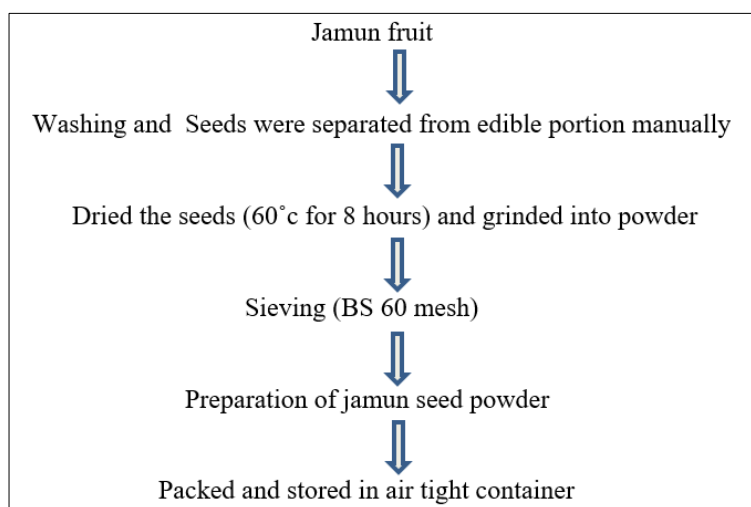 Jamun fruit
Washing and Seeds were separated from edible portion manually
Dried the seeds (60˚c for 8 hours) and grinded into powder
Sieving (BS 60 mesh)
Preparation of jamun seed powder
Packed and stored in air tight container